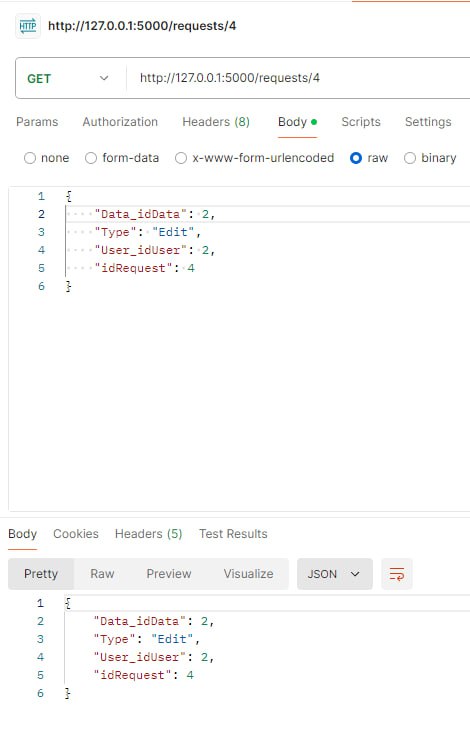 HTTP http://127.0.0.1:5000/requests/4
GET http://127.0.0.1:5000/requests/4
Params Authorization Headers (8) Body Scripts Settings
none form-data x-www-form-urlencoded raw binary
1 {
2 "Data_idData": 2,
3 "Type": "Edit",
4 "User_idUser": 2,
5 "idRequest": 4
6 }
Body Cookies Headers (5) Test Results
Pretty Raw Preview Visualize JSON
1 {
2 "Data_idData": 2,
3 "Type": "Edit",
4 "User_idUser": 2,
5 "idRequest": 4
6 }